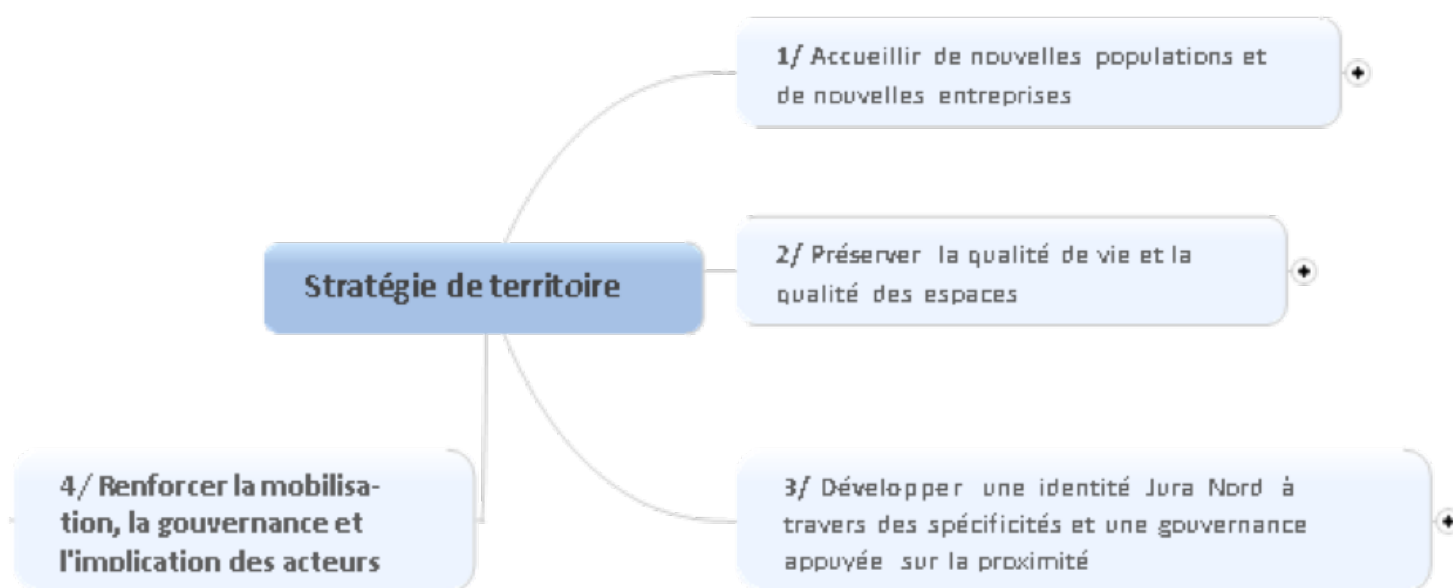 1/ Accueillir de nouvelles populations et
de nouvelles entreprises
Stratégie de territoire
2/ Préserver la qualité de vie et la
qualité des espaces
4/ Renforcer la mobilisa-
tion, la gouvernance et
l'implication des acteurs
3/ Développer une identité Jura Nord à
travers des spécificités et une gouvernance
appuyée sur la proximité